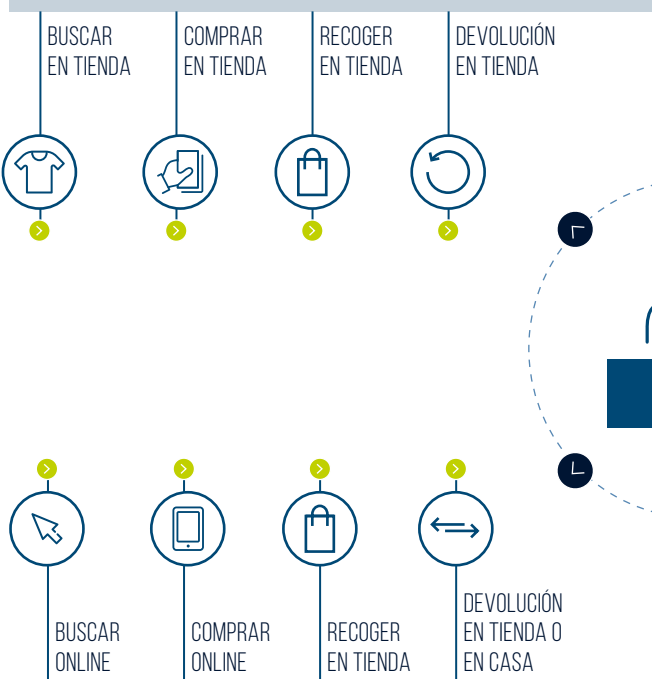 BUSCAR
EN TIENDA
COMPRAR
EN TIENDA
RECOGER
EN TIENDA
DEVOLUCIÓN
EN TIENDA
BUSCAR
ONLINE
COMPRAR
ONLINE
RECOGER
EN TIENDA
DEVOLUCIÓN
EN TIENDA O
EN CASA